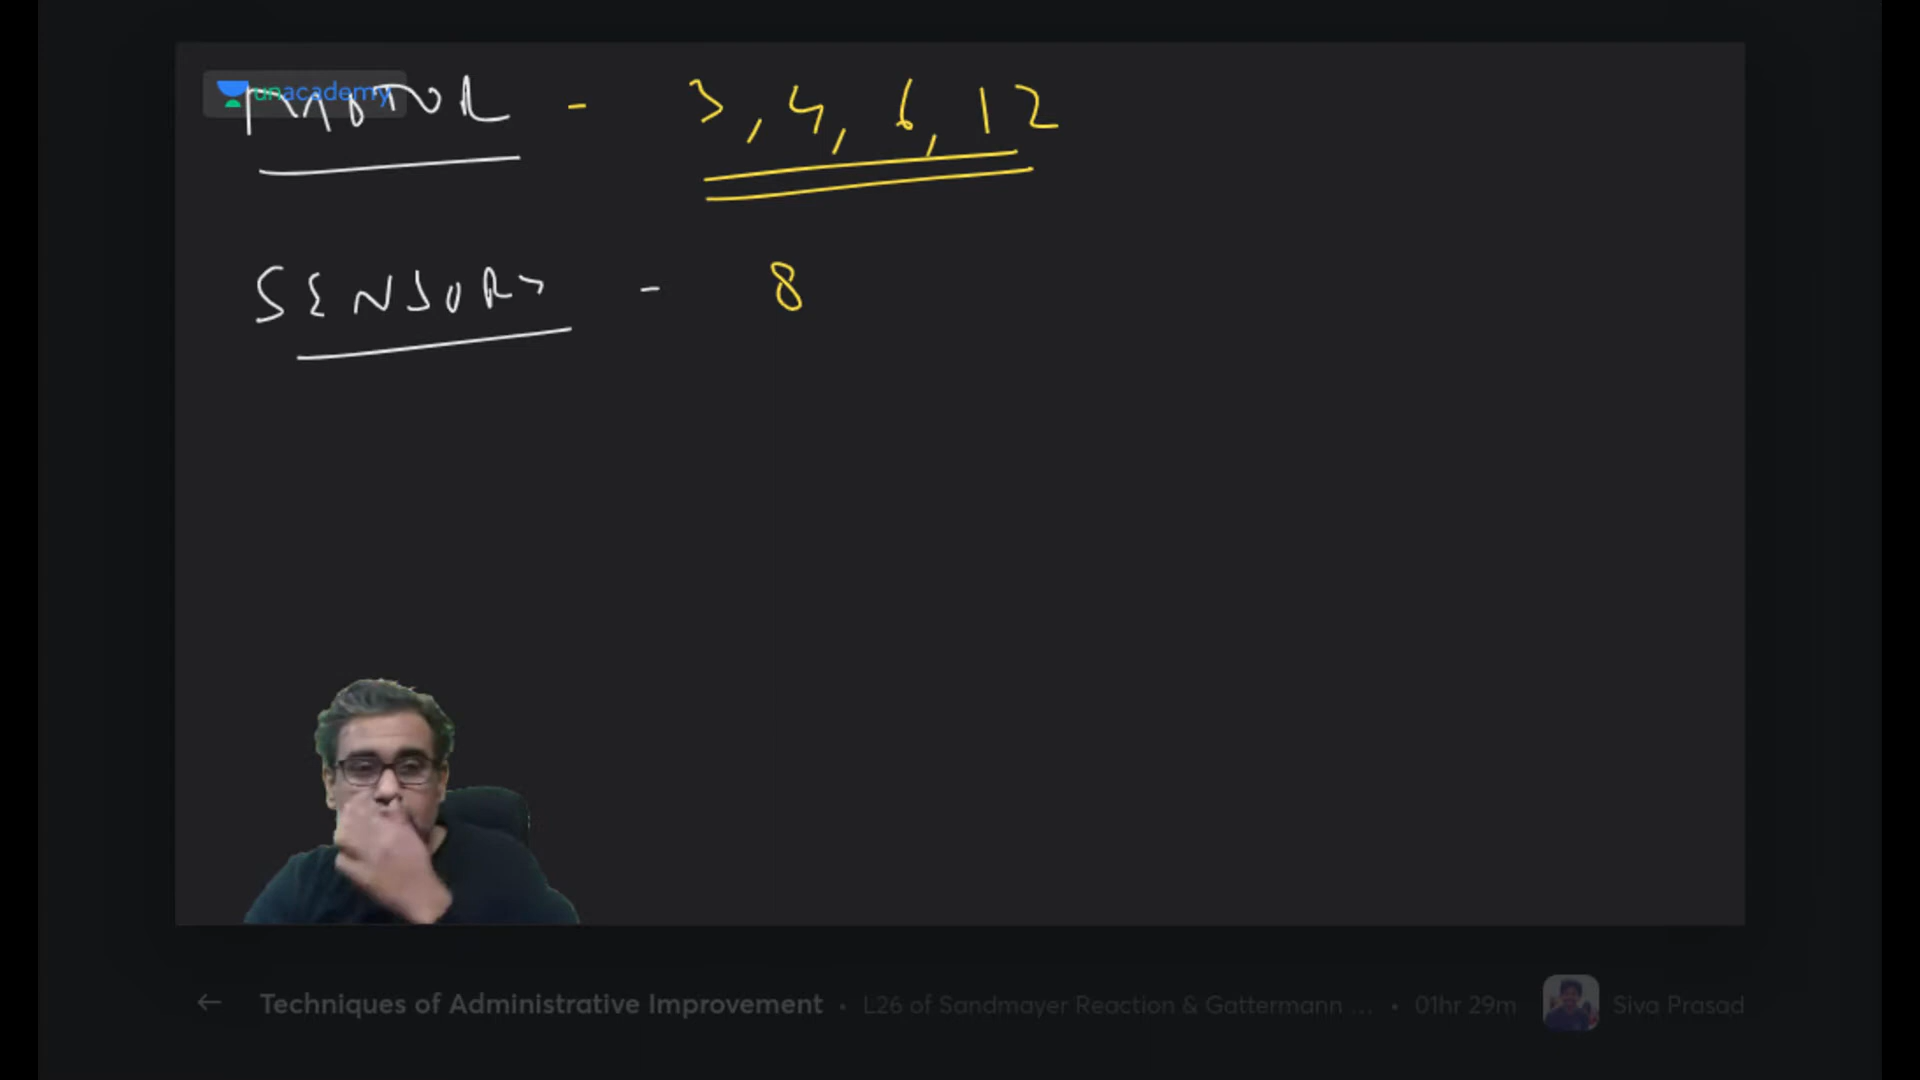 unacademy
- 3, 4, 6, 12
SENSORY - 8
← Techniques of Administrative Improvement • L26 of Sandmayer Reaction & Gattermann ... • 01hr 29m Siva Prasad